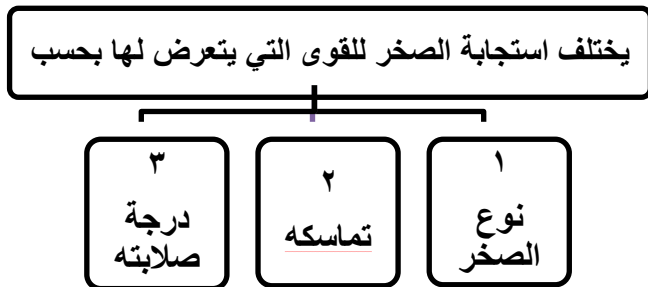 يختلف استجابة الصخر للقوى التي يتعرض لها بحسب
١
نوع
الصخر
٢
تماسكه
٣
درجة
صلابته